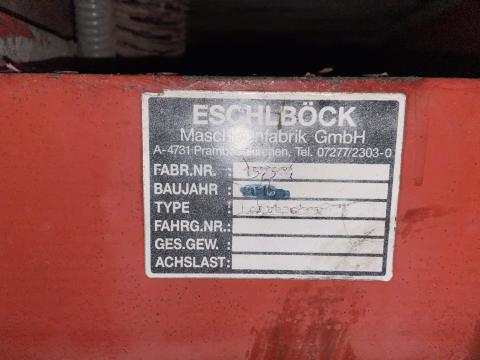 ESCHLBÖCK
Maschinenfabrik GmbH
A-4731 Prambachkirchen, Tel. 07277/2303-0
FABR.NR.:
BAUJAHR :
TYPE :
FAHRG.NR.:
GES.GEW. :
ACHSLAST: